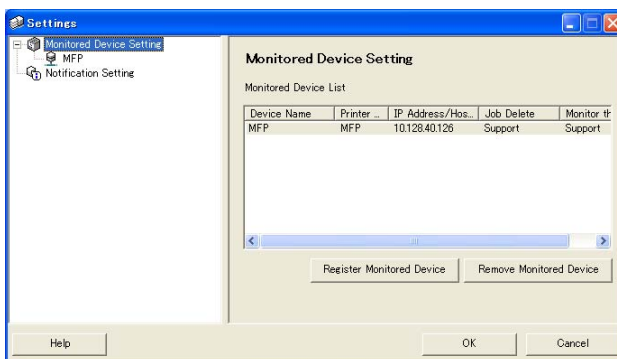 Settings
Monitored Device Setting
MFP
Notification Setting
Monitored Device Setting
Monitored Device List
Device Name Printer ... IP Address/Hos... Job Delete Monitor th
MFP MFP 10.128.40.126 Support Support
Register Monitored Device Remove Monitored Device
Help OK Cancel